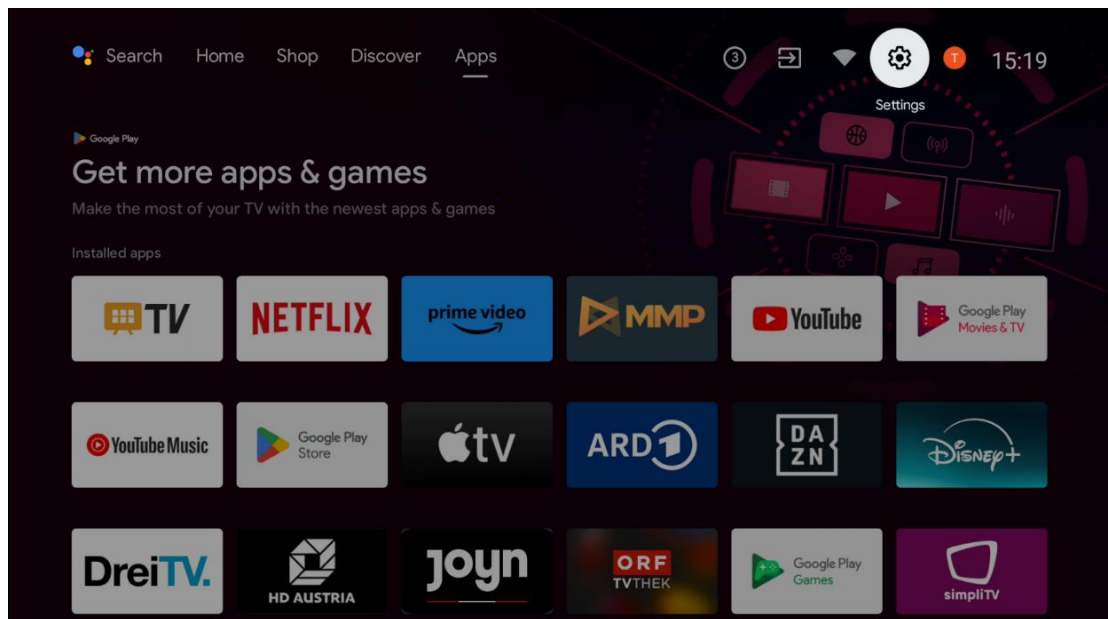 Search Home Shop Discover Apps 3 T 15:19
Settings
Google Play
Get more apps & games
Make the most of your TV with the newest apps & games
Installed apps
TV NETFLIX prime video MMP YouTube Google Play Movies & TV
YouTube Music Google Play Store tv ARD 1 DAZN Disney+
DreiTV. HD AUSTRIA joyn ORF TVTHEK Google Play Games simpliTV